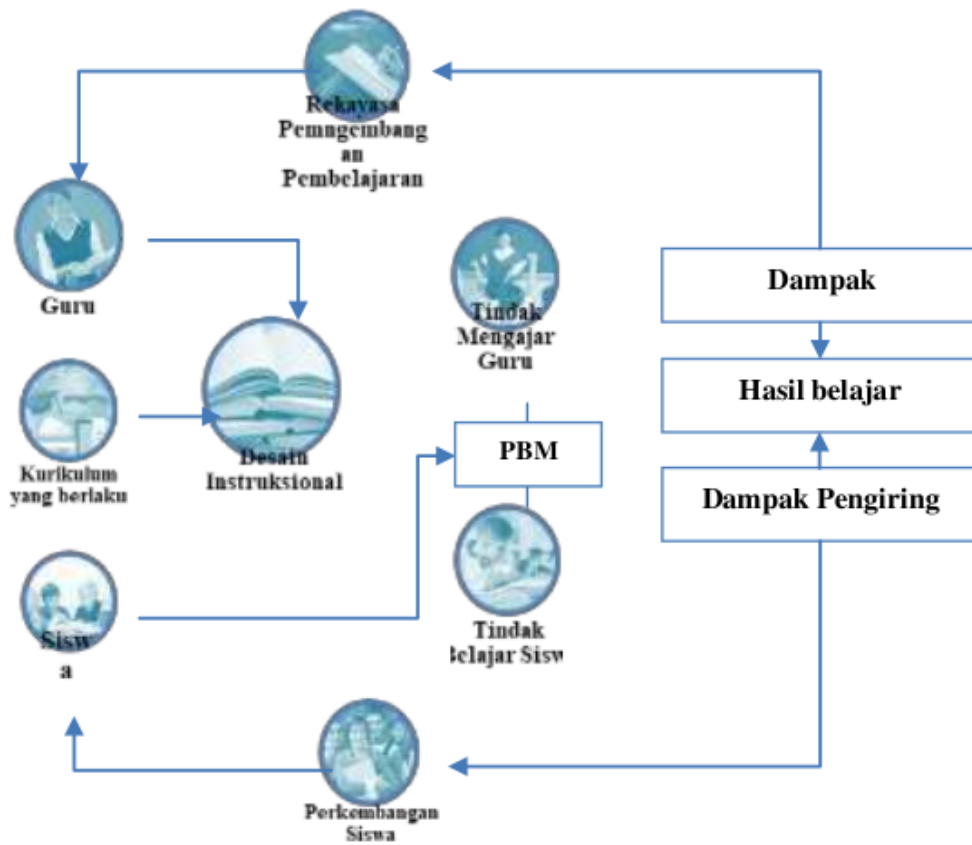 Rekayasa
Pemngembang
an
Pembelajaran
Guru
Tindak
Mengajar
Guru
Dampak
Hasil belajar
Kurikulum
yang berlaku
Desain
Instruksional
PBM
Dampak Pengiring
Sisw
a
Tindak
Belajar Sisw
Perkembangan
Siswa